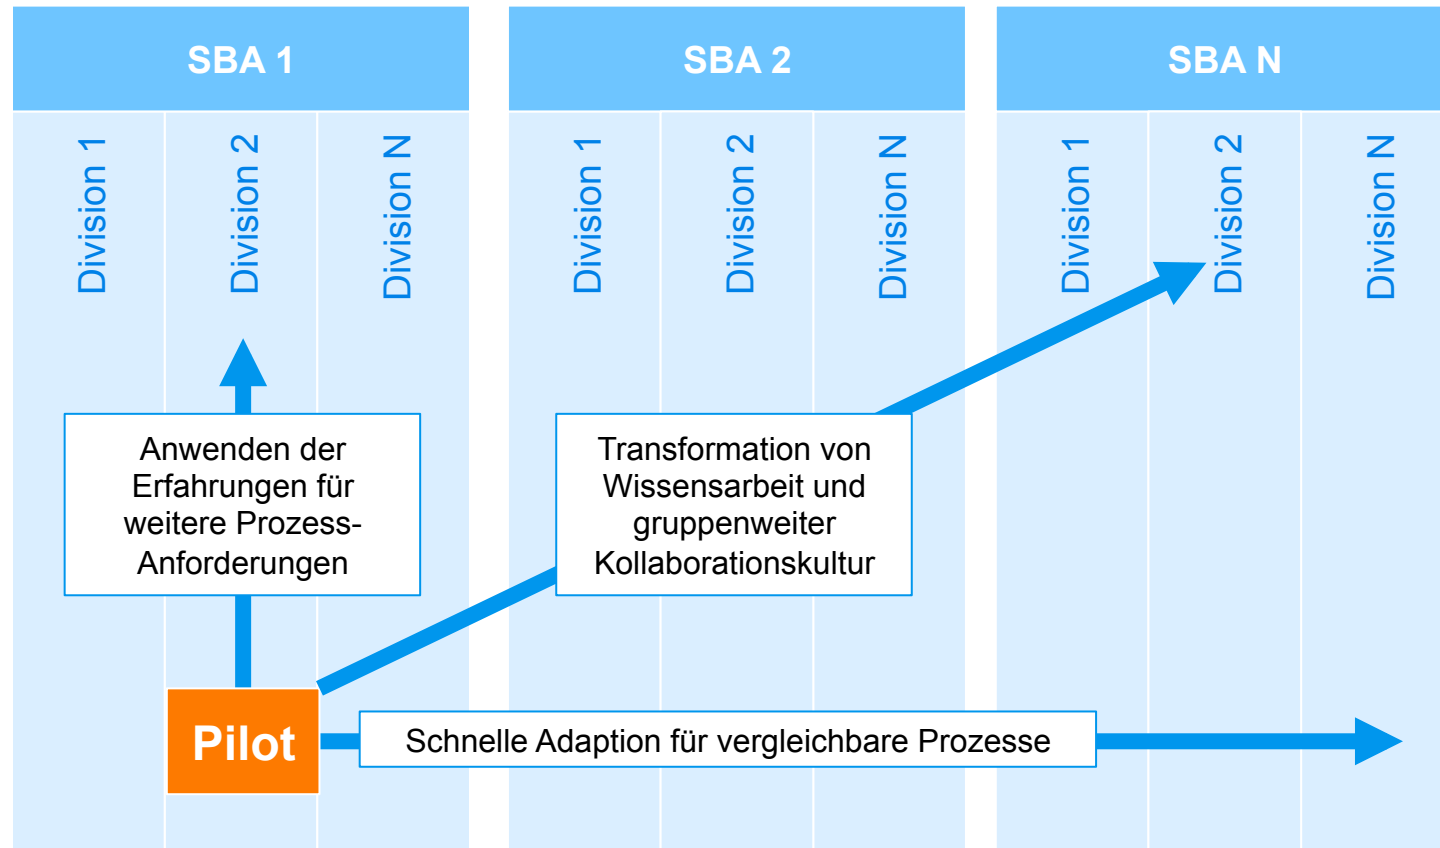 SBA 1
SBA 2
SBA N
Division 1
Division 2
Division N
Division 1
Division 2
Division N
Division 1
Division 2
Division N
Anwenden der
Erfahrungen für
weitere Prozess-
Anforderungen
Transformation von
Wissensarbeit und
gruppenweiter
Kollaborationskultur
Pilot
Schnelle Adaption für vergleichbare Prozesse